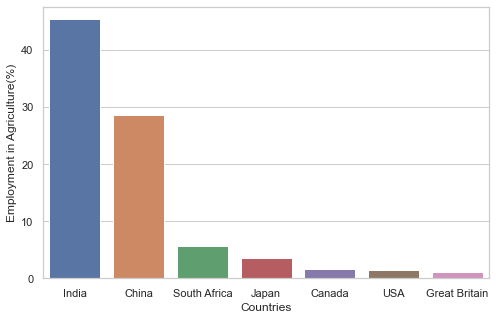 Employment in Agriculture(%)
40
30
20
10
0
India China South Africa Japan Canada USA Great Britain
Countries